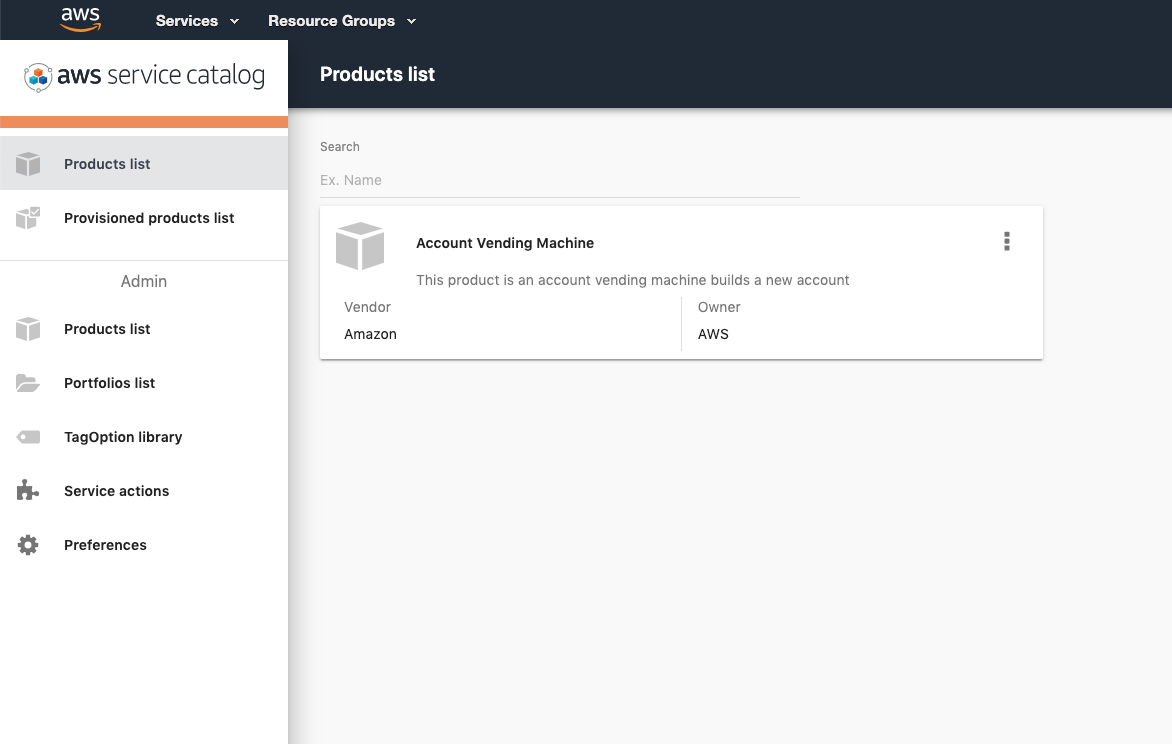 aws Services Resource Groups
aws service catalog
Products list
Products list
Provisioned products list
Admin
Products list
Portfolios list
TagOption library
Service actions
Preferences
Search
Ex. Name
Account Vending Machine
This product is an account vending machine builds a new account
Vendor Owner
Amazon AWS